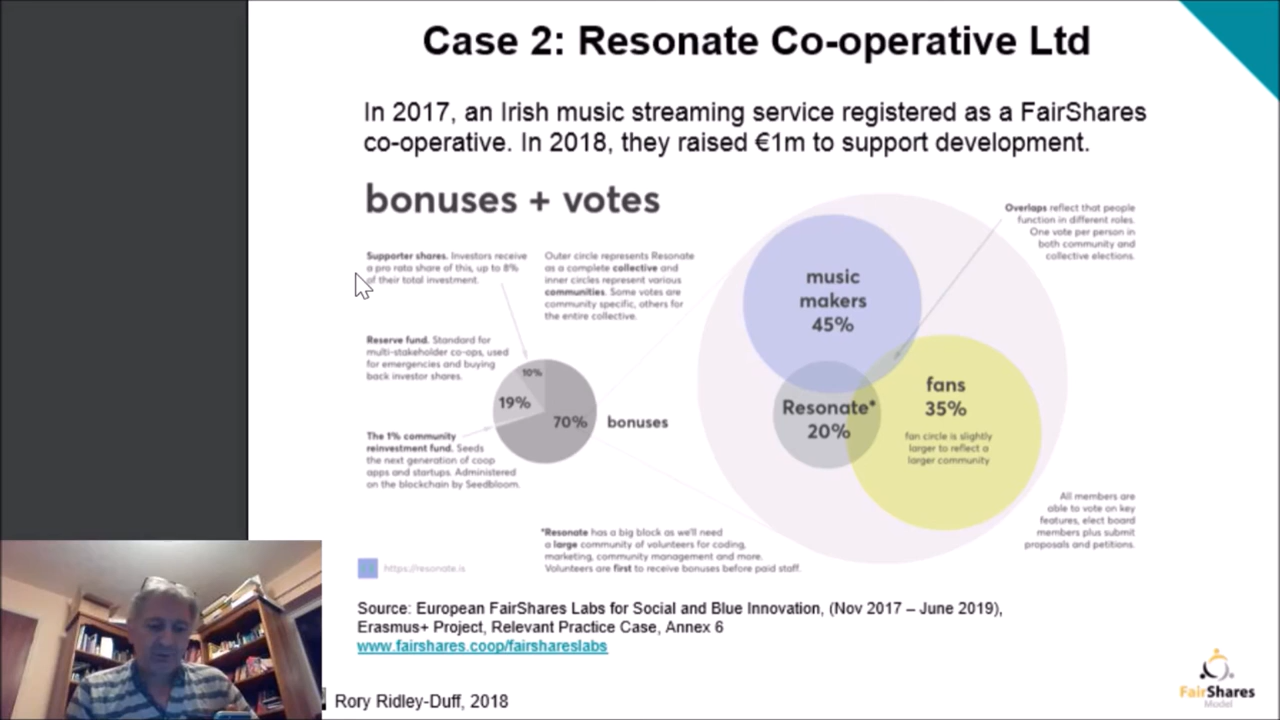 Case 2: Resonate Co-operative Ltd
In 2017, an Irish music streaming service registered as a FairShares
co-operative. In 2018, they raised €1m to support development.
bonuses + votes
Supporter shares. Investors receive
a pro rata share of this, up to 8%
of their total investment.
Outer circle represents Resonate
as a complete collective and
inner circles represent various
communities. Some votes are
community specific, others for
the entire collective.
Reserve fund. Standard for
multi-stakeholder co-ops, used
for emergencies and buying
back investor shares.
The 1% community
reinvestment fund. Seeds
the next generation of coop
apps and startups. Administered
on the blockchain by Seedbloom.
10%
19%
70%
bonuses
music
makers
45%
Resonate*
20%
fans
35%
fan circle is slightly
larger to reflect a
larger community
Overlaps reflect that people
function in different roles.
One vote per person in
both community and
collective elections.
All members are
able to vote on key
features, elect board
members plus submit
proposals and petitions.
*Resonate has a big block as we'll need
a large community of volunteers for coding,
marketing, community management and more.
Volunteers are first to receive bonuses before paid staff.
https://resonate.is
Source: European FairShares Labs for Social and Blue Innovation, (Nov 2017 – June 2019),
Erasmus+ Project, Relevant Practice Case, Annex 6
www.fairshares.coop/fairshareslabs
Rory Ridley-Duff, 2018
FairShares
Model